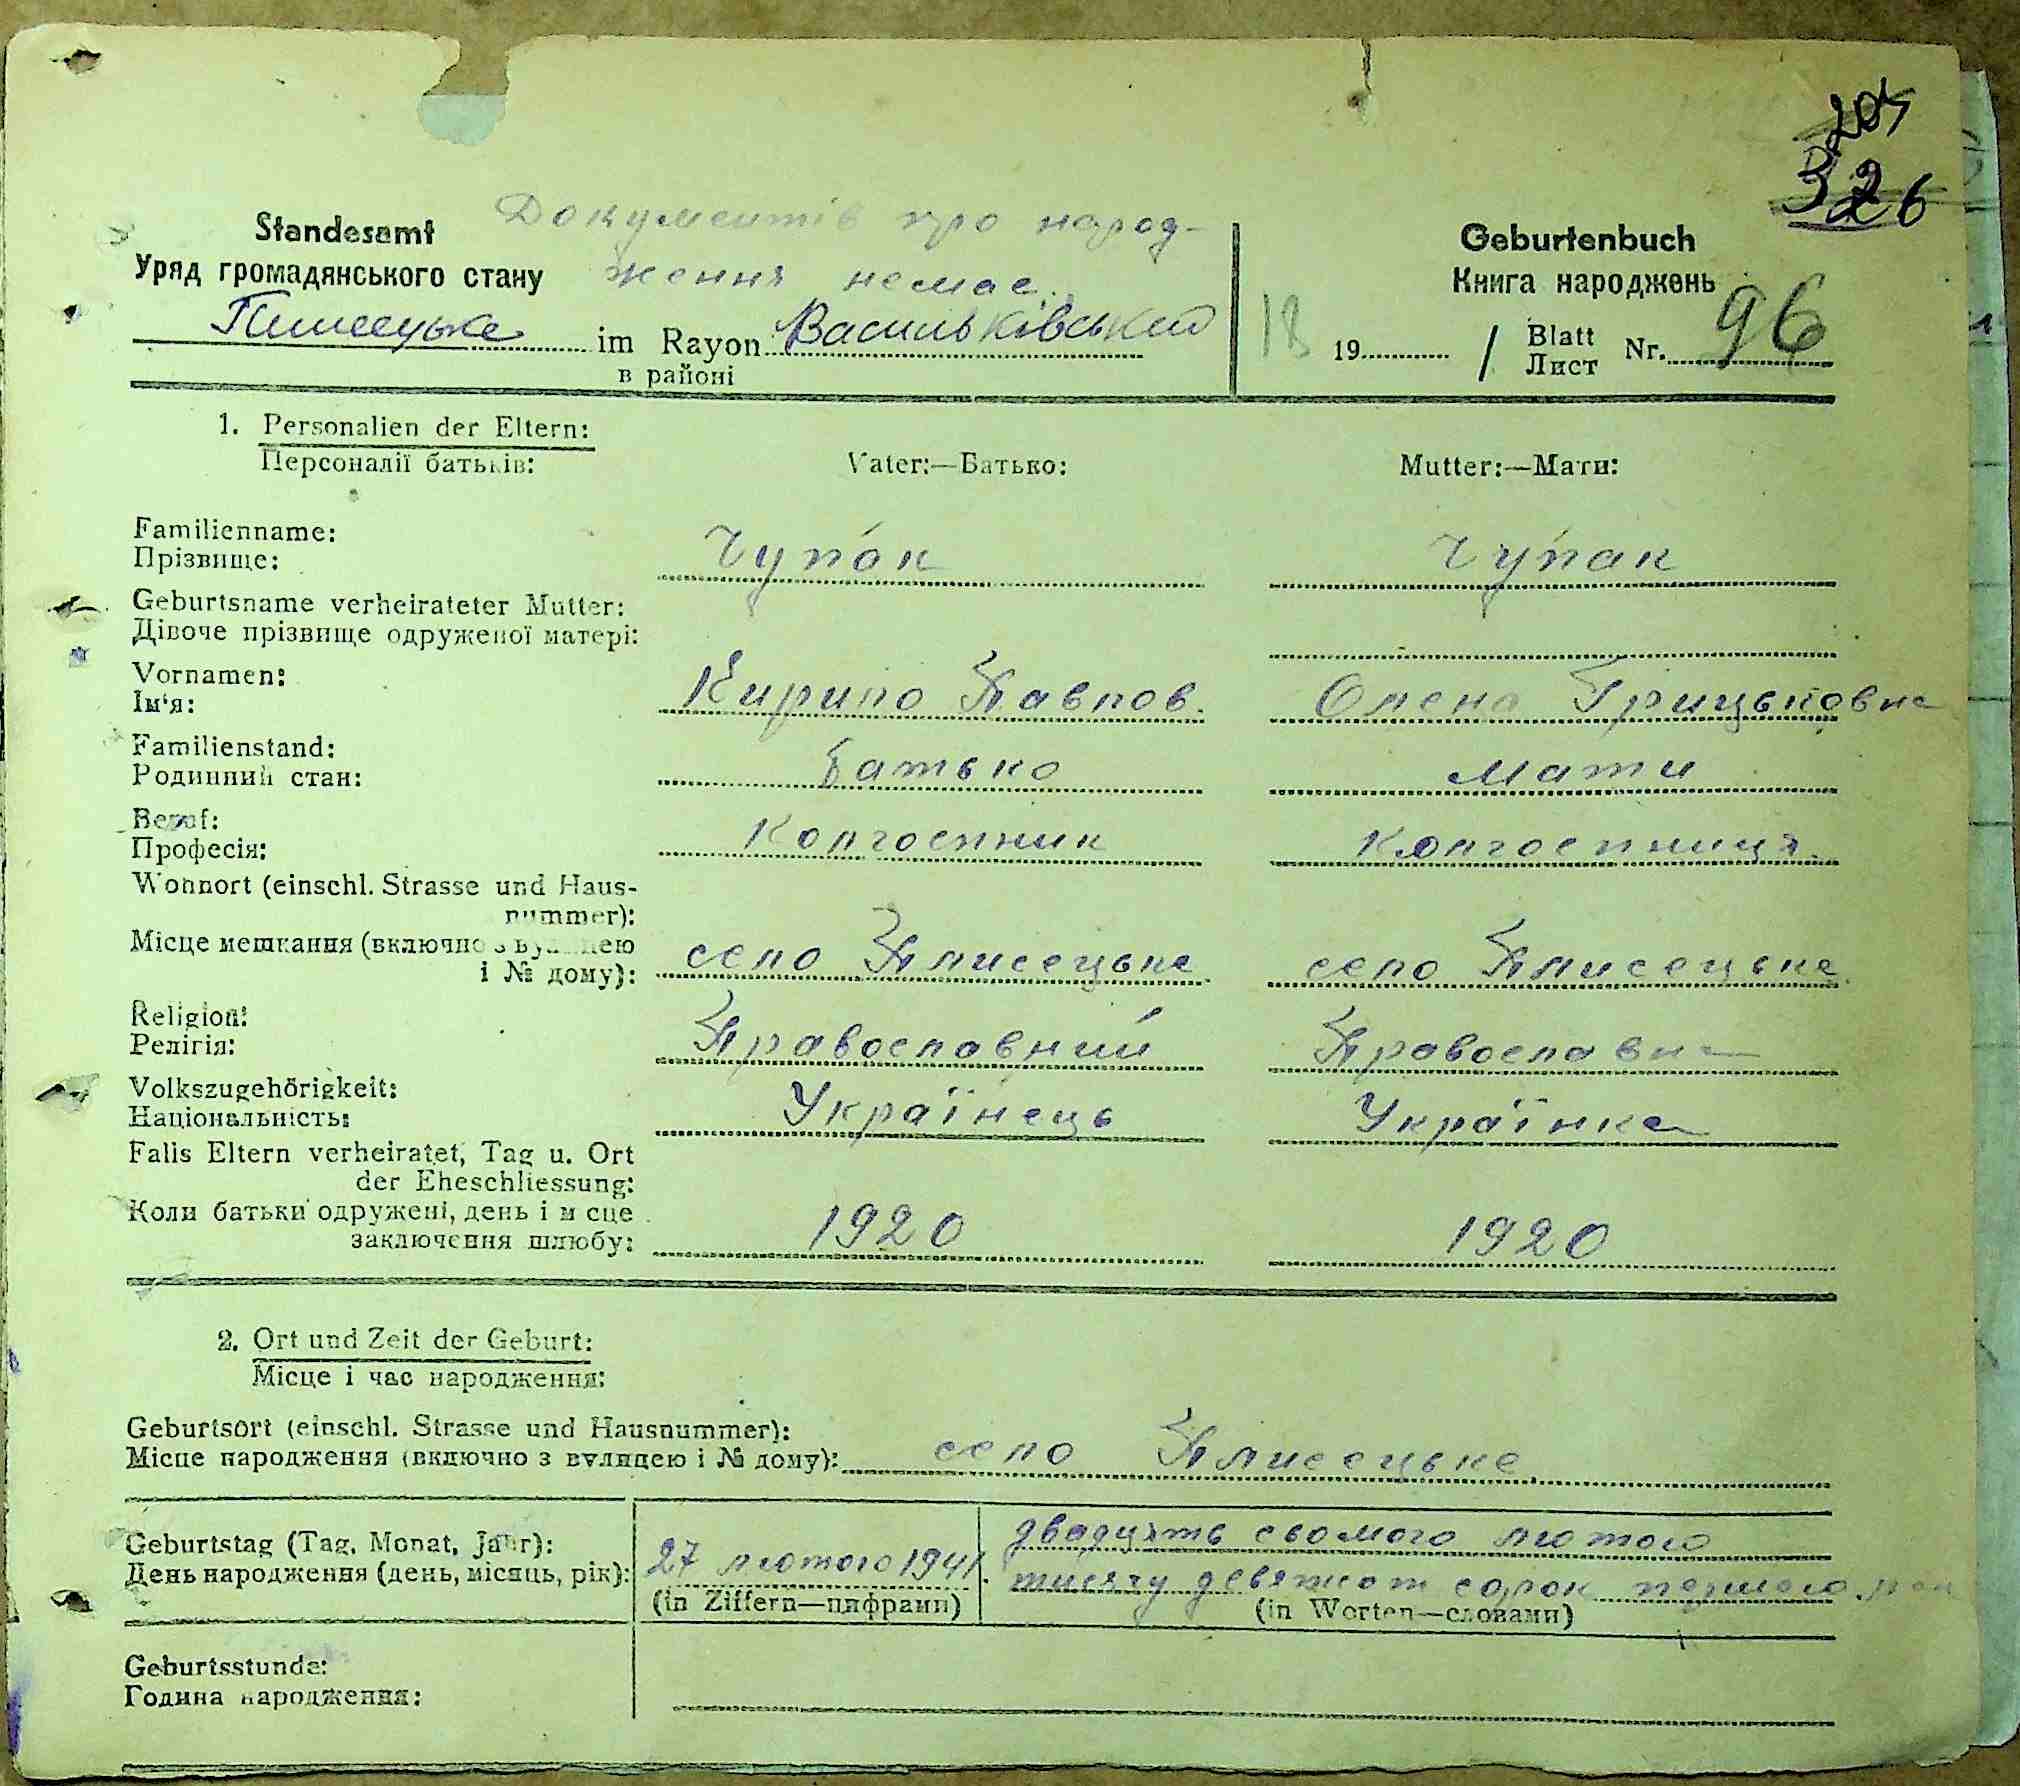 204
326
Документів про народ-
ження немає.
Standesamt
Уряд громадянського стану
Плисецьке im Rayon Васильківський
в районі
Geburtenbuch
Книга народжень
18 19 / Blatt Nr. 96
Лист
1. Personalien der Eltern:
Персоналії батьків:
Vater:—Батько: Mutter:—Мати:
Familienname:
Прізвище: Чупак Чупак
Geburtsname verheirateter Mutter:
Дівоче прізвище одруженої матері:
Vornamen:
Ім'я: Кирило Павлов. Олена Грицьковна
Familienstand:
Родинний стан: Батько Мати
Beruf:
Професія: Колгоспник Колгоспниця.
Wohnort (einschl. Strasse und Haus-
nummer):
Місце мешкання (включно з вулицею
і № дому): село Плисецьке село Плисецьке.
Religion:
Релігія: Православний Православна
Volkszugehörigkeit:
Національність: Українець Українка
Falls Eltern verheiratet, Tag u. Ort
der Eheschliessung:
Коли батьки одружені, день і місце
заключення шлюбу: 1920 1920
2. Ort und Zeit der Geburt:
Місце і час народження:
Geburtsort (einschl. Strasse und Hausnummer):
Місце народження (включно з вулицею і № дому): село Плисецьке.
Geburtstag (Tag, Monat, Jahr):
День народження (день, місяць, рік):
27 лютого 1941.
(in Ziffern—цифрами)
двадцять сьомого лютого
тисячу девятсот сорок першого року
(in Worten—словами)
Geburtsstunde:
Година народження: